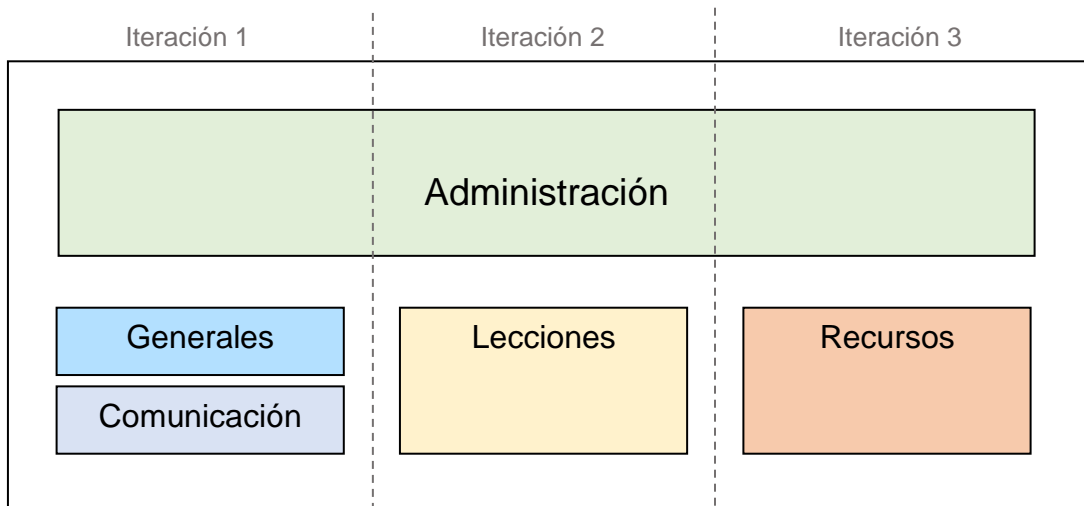 Iteración 1
Iteración 2
Iteración 3
Administración
Generales
Lecciones
Recursos
Comunicación